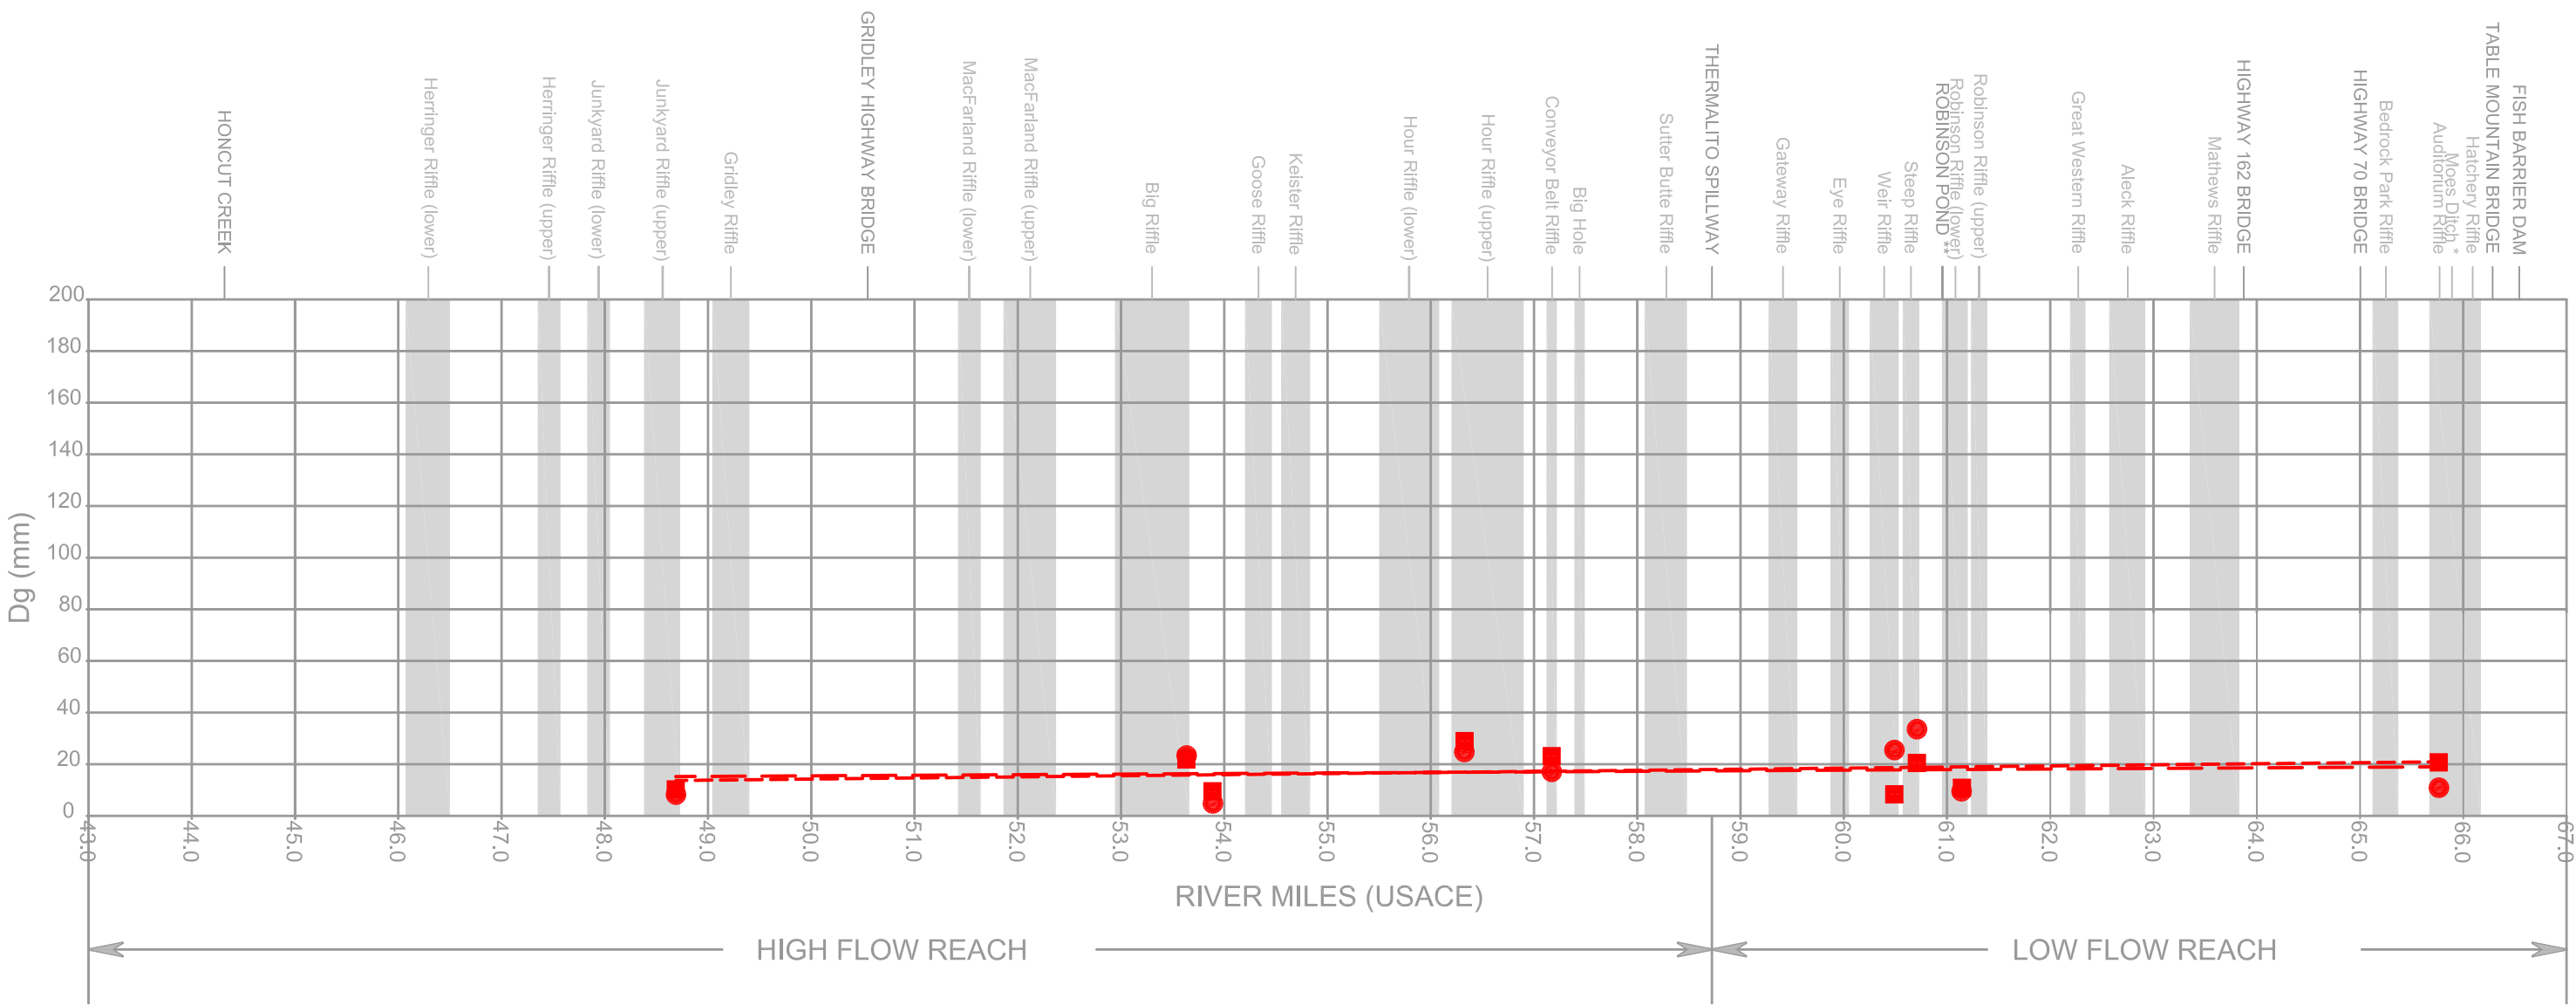 HONCUT CREEK
Herringer Riffle (lower)
Herringer Riffle (upper)
Junkyard Riffle (lower)
Junkyard Riffle (upper)
Gridley Riffle
GRIDLEY HIGHWAY BRIDGE
MacFarland Riffle (lower)
MacFarland Riffle (upper)
Big Riffle
Goose Riffle
Keister Riffle
Hour Riffle (lower)
Hour Riffle (upper)
Conveyor Belt Riffle
Big Hole
Sutter Butte Riffle
THERMALITO SPILLWAY
Gateway Riffle
Eye Riffle
Weir Riffle
Steep Riffle
ROBINSON POND **
Robinson Riffle (lower)
Robinson Riffle (upper)
Great Western Riffle
Aleck Riffle
Mathews Riffle
HIGHWAY 162 BRIDGE
HIGHWAY 70 BRIDGE
Bedrock Park Riffle
Auditorium Riffle
Moes Ditch *
Hatchery Riffle
TABLE MOUNTAIN BRIDGE
FISH BARRIER DAM
Dg (mm)
200
180
160
140
120
100
80
60
40
20
0
43.0
44.0
45.0
46.0
47.0
48.0
49.0
50.0
51.0
52.0
53.0
54.0
55.0
56.0
57.0
58.0
59.0
60.0
61.0
62.0
63.0
64.0
65.0
66.0
67.0
RIVER MILES (USACE)
HIGH FLOW REACH
LOW FLOW REACH